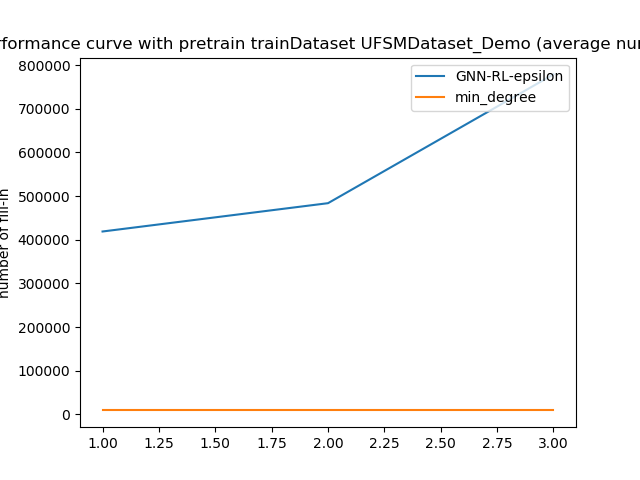 rformance curve with pretrain trainDataset UFSMDataset_Demo (average num
800000
700000
600000
500000
400000
300000
200000
100000
0
number of fill-in
GNN-RL-epsilon
min_degree
1.00 1.25 1.50 1.75 2.00 2.25 2.50 2.75 3.00